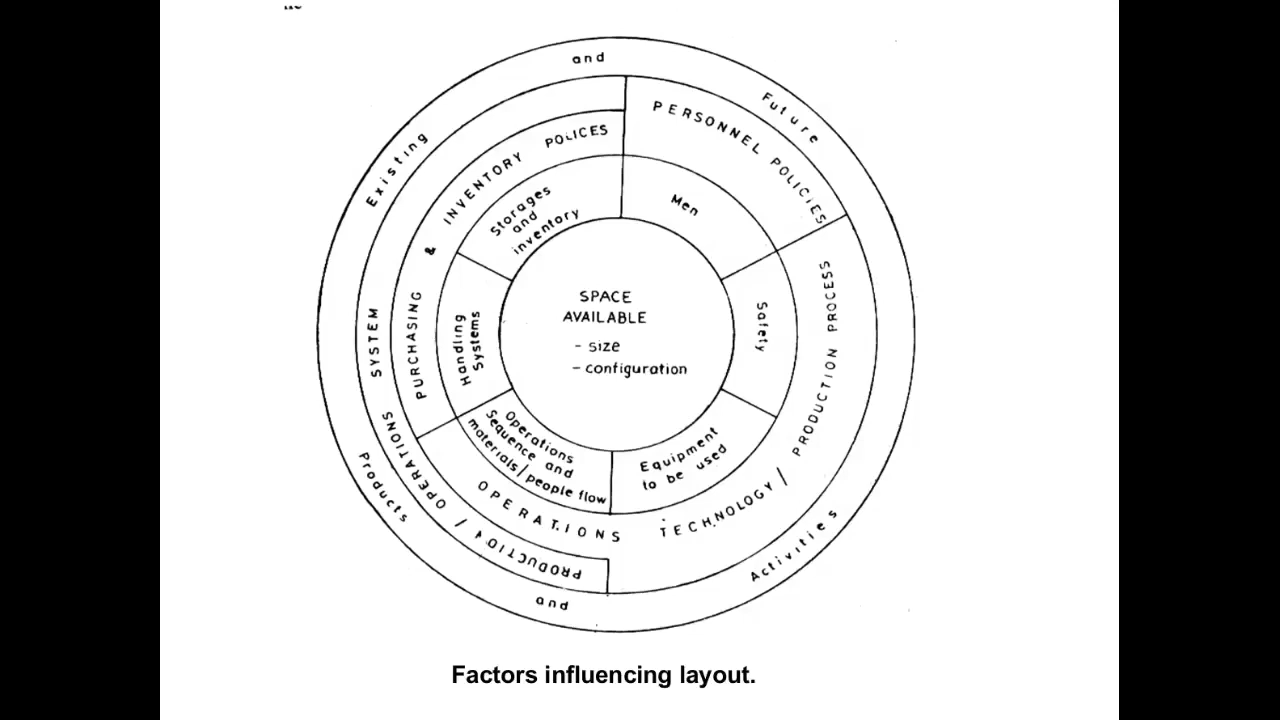 and
Future
Existing
PERSONNEL POLICIES
PURCHASING & INVENTORY POLICES
Men
Storages
and
inventory
SPACE
AVAILABLE
- size
- configuration
Safety
Handling
Systems
Operations
Sequence and
materials/people flow
Equipment
to be used
OPERATIONS TECHNOLOGY/ PRODUCTION PROCESS
PRODUCTION / OPERATIONS SYSTEM
Products
and
Activities
Factors influencing layout.